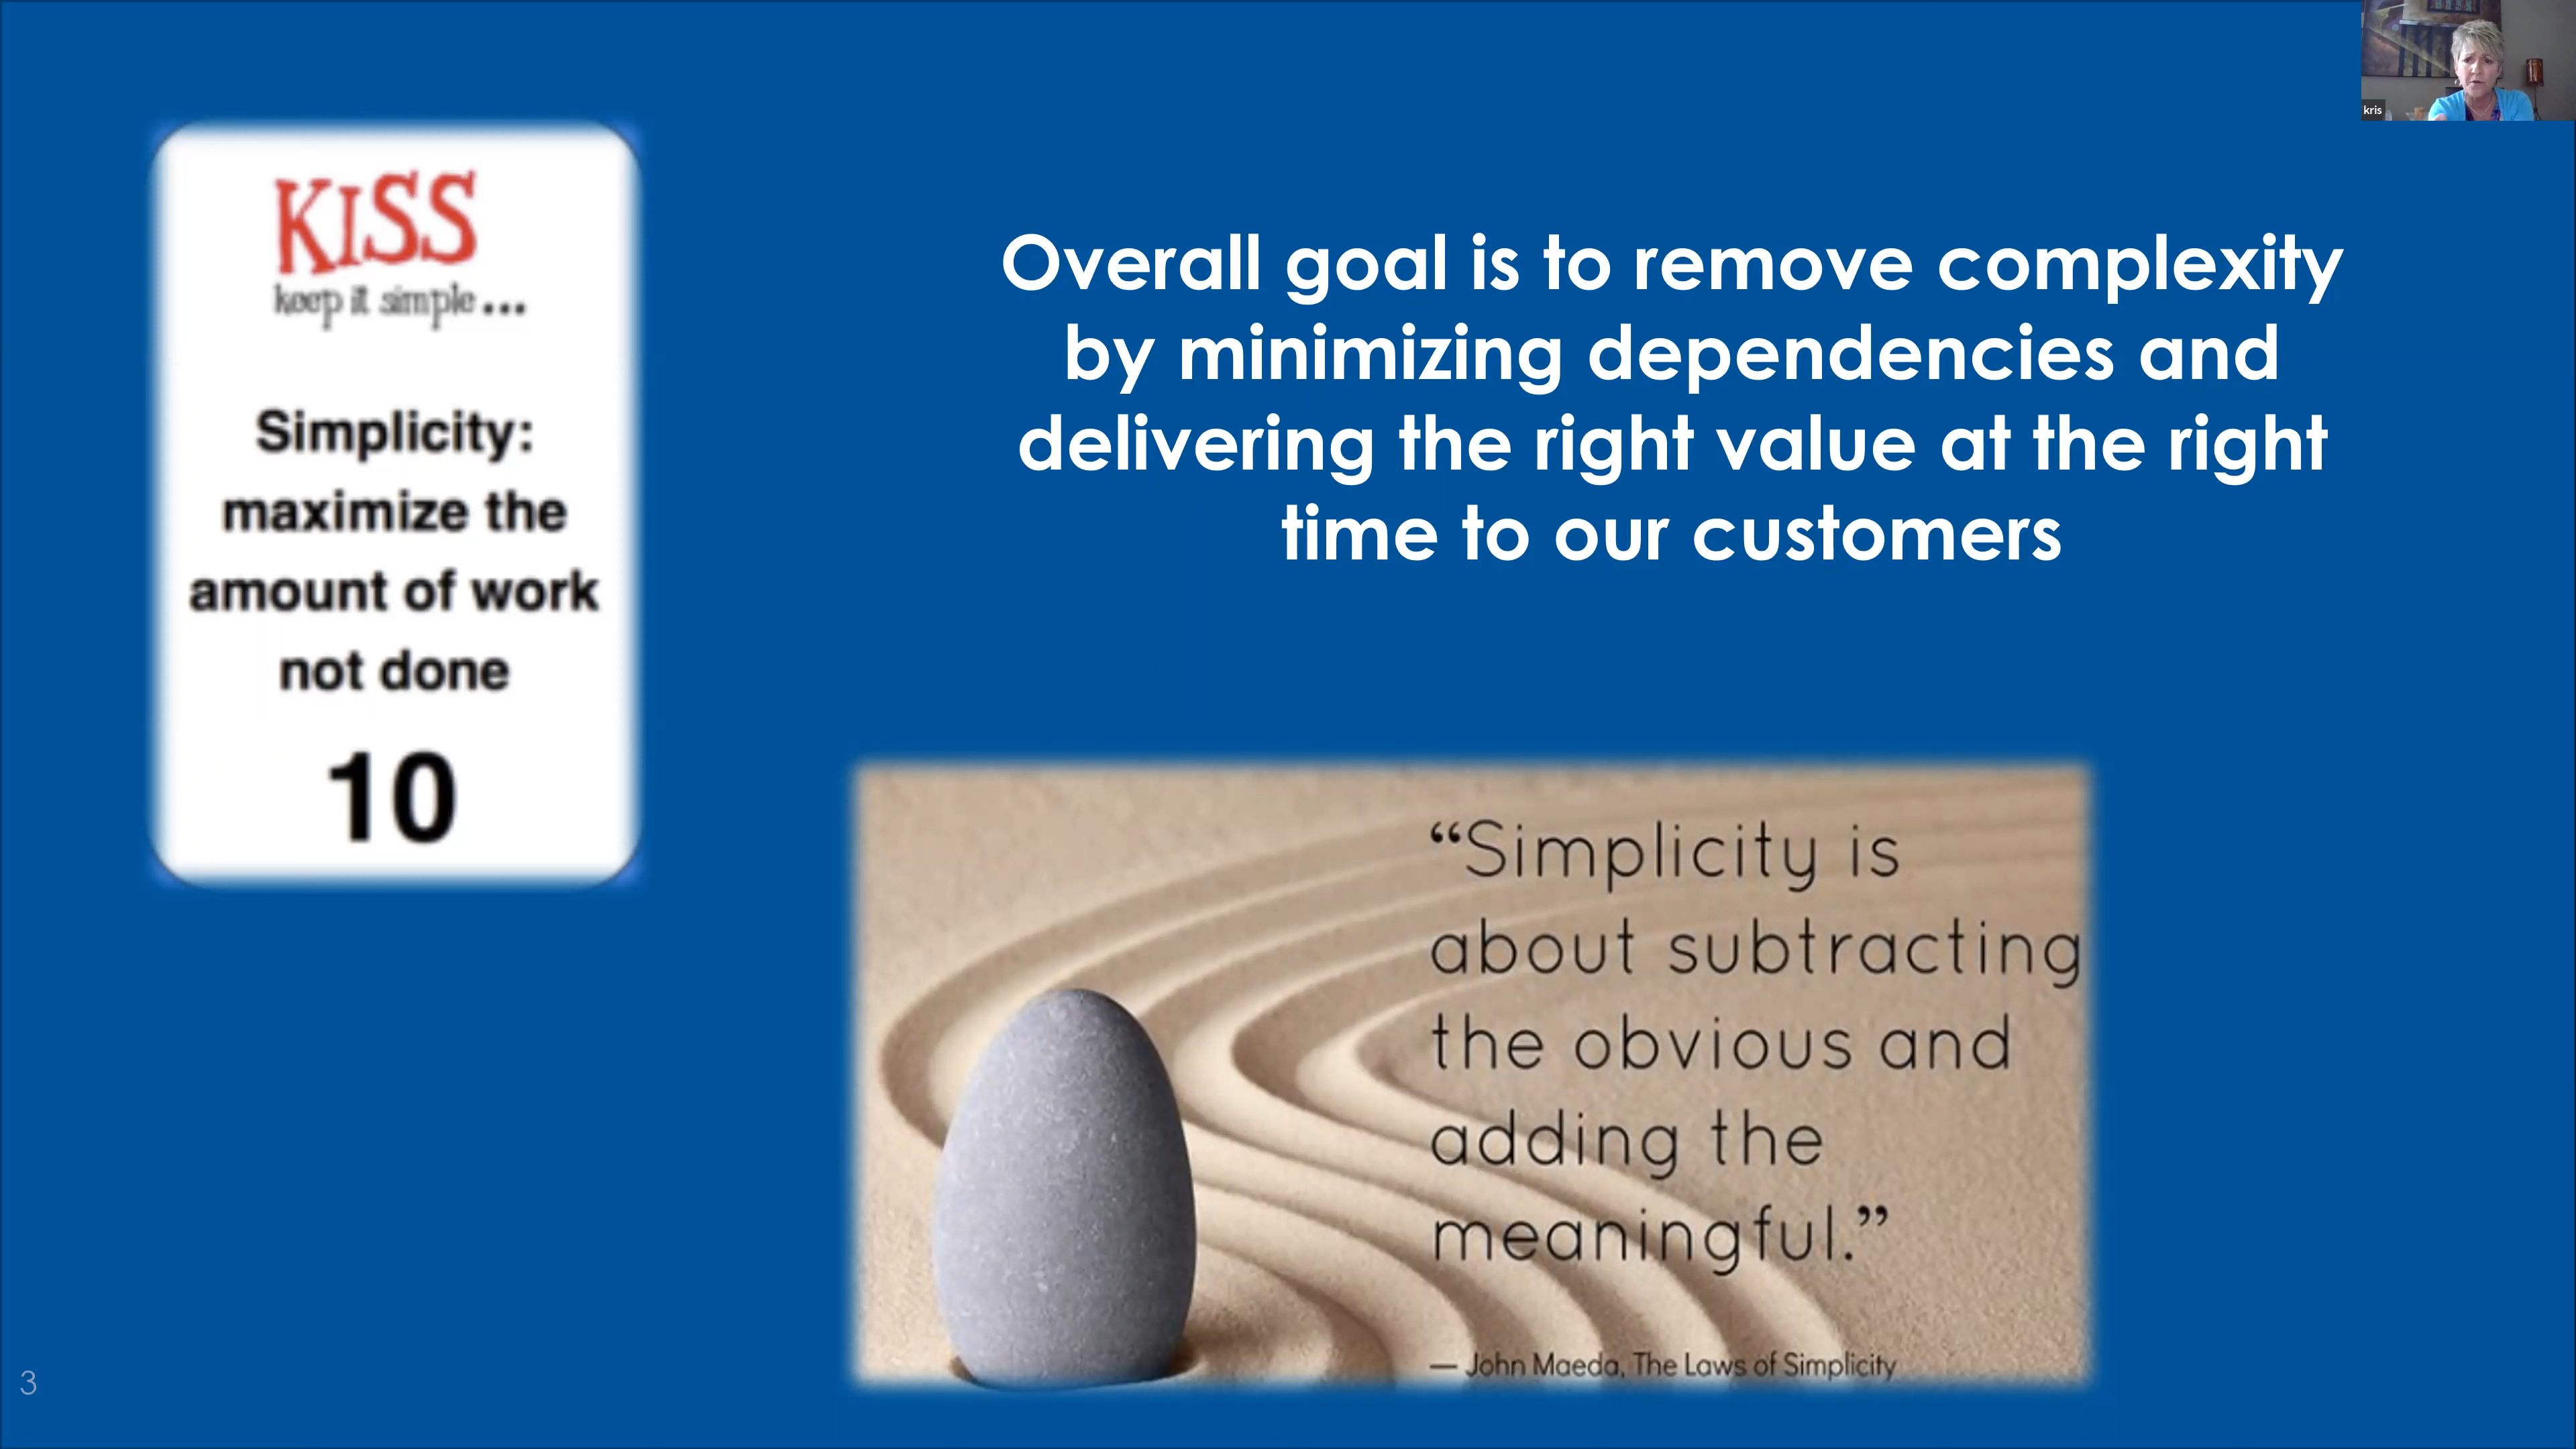 kris
KISS
keep it simple...
Simplicity:
maximize the
amount of work
not done
10
Overall goal is to remove complexity
by minimizing dependencies and
delivering the right value at the right
time to our customers
“Simplicity is
about subtracting
the obvious and
adding the
meaningful.”
— John Maeda, The Laws of Simplicity
3